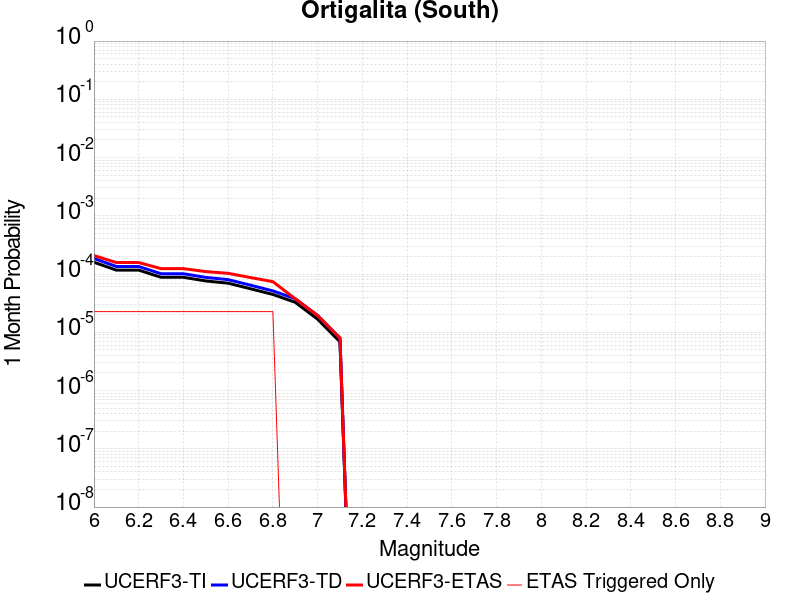 Ortigalita (South)
1 Month Probability
10^0
10^-1
10^-2
10^-3
10^-4
10^-5
10^-6
10^-7
10^-8
6 6.2 6.4 6.6 6.8 7 7.2 7.4 7.6 7.8 8 8.2 8.4 8.6 8.8 9
Magnitude
UCERF3-TI UCERF3-TD UCERF3-ETAS ETAS Triggered Only